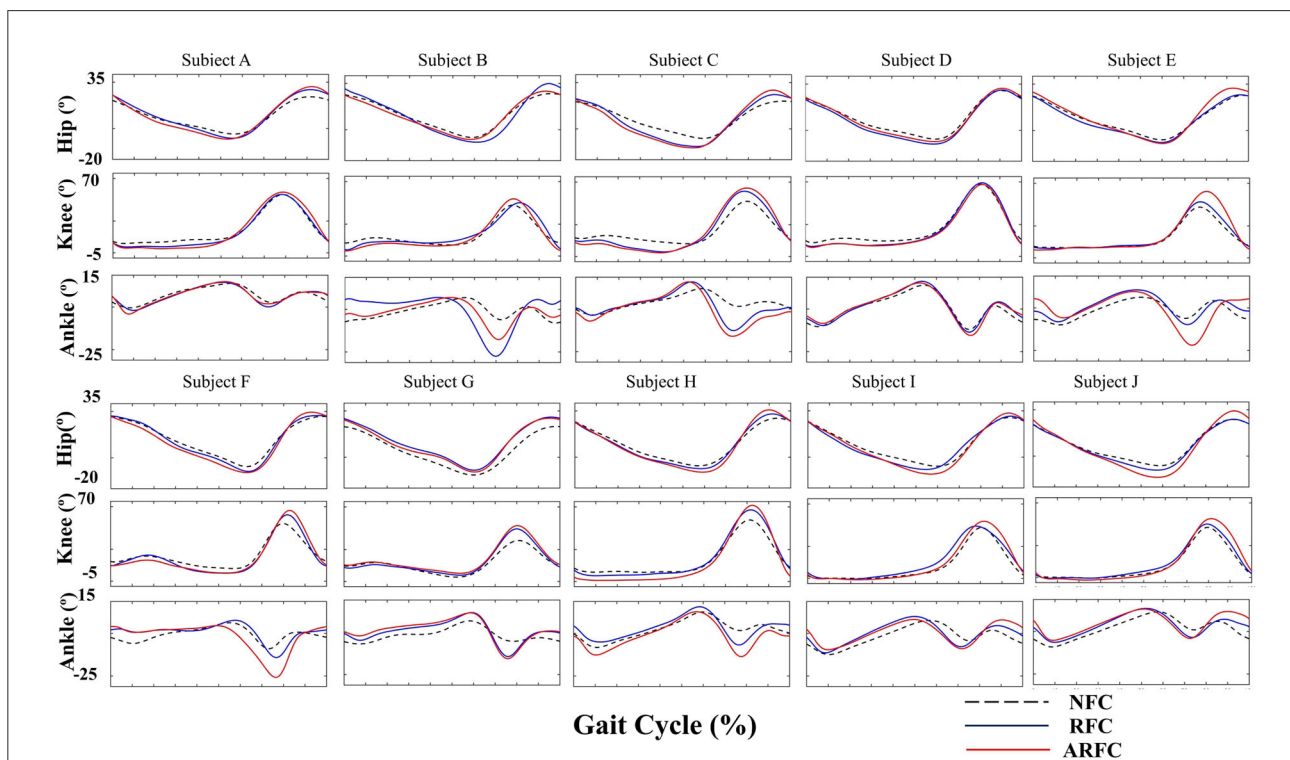 Subject A Subject B Subject C Subject D Subject E
35
Hip (º)
-20
70
Knee (º)
-5
15
Ankle (º)
-25
Subject F Subject G Subject H Subject I Subject J
35
Hip(º)
-20
70
Knee (º)
-5
15
Ankle (º)
-25
Gait Cycle (%)
NFC
RFC
ARFC